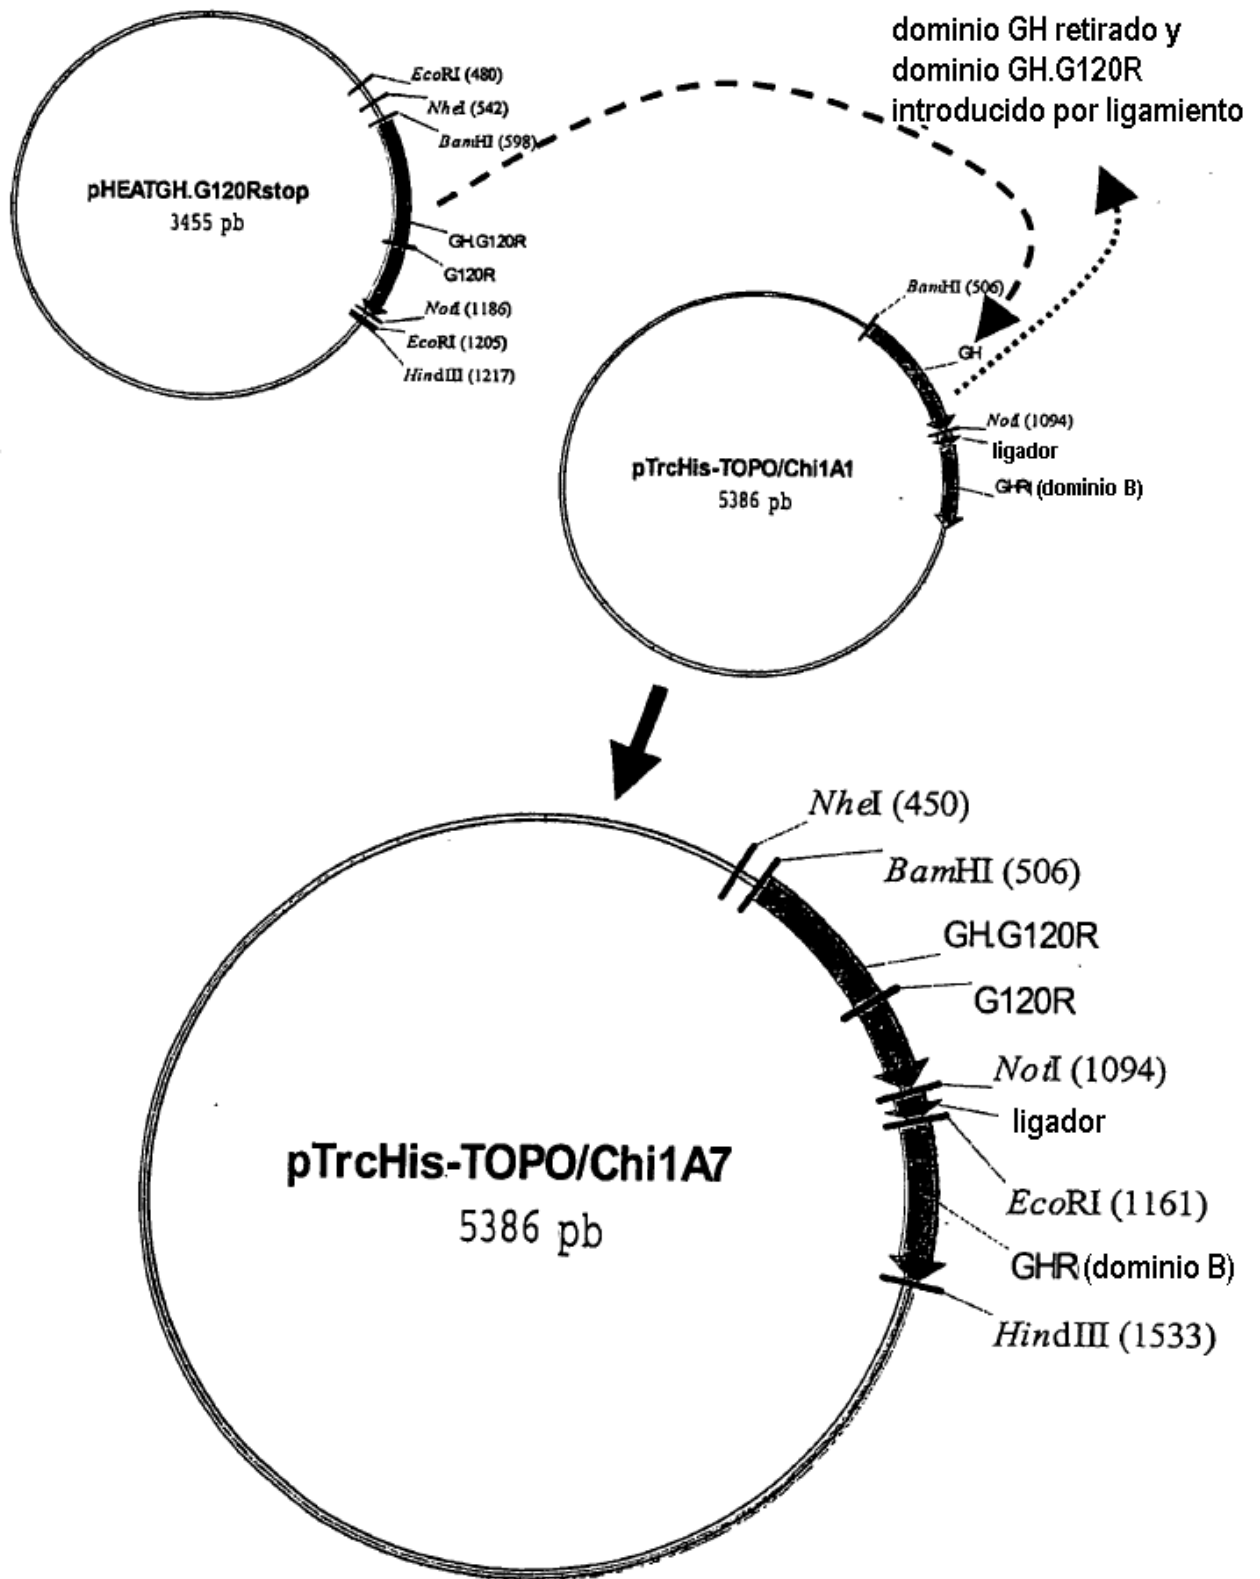 dominio GH retirado y
dominio GH.G120R
introducido por ligamiento
EcoRI (480)
NheI (542)
BamHI (598)
pHEATGH.G120Rstop
3455 pb
GH.G120R
G120R
NotI (1186)
EcoRI (1205)
HindIII (1217)
BamHI (506)
GH
NotI (1094)
ligador
pTrcHis-TOPO/Chi1A1
5386 pb
GHR (dominio B)
NheI (450)
BamHI (506)
GH.G120R
G120R
NotI (1094)
ligador
pTrcHis-TOPO/Chi1A7
5386 pb
EcoRI (1161)
GHR (dominio B)
HindIII (1533)